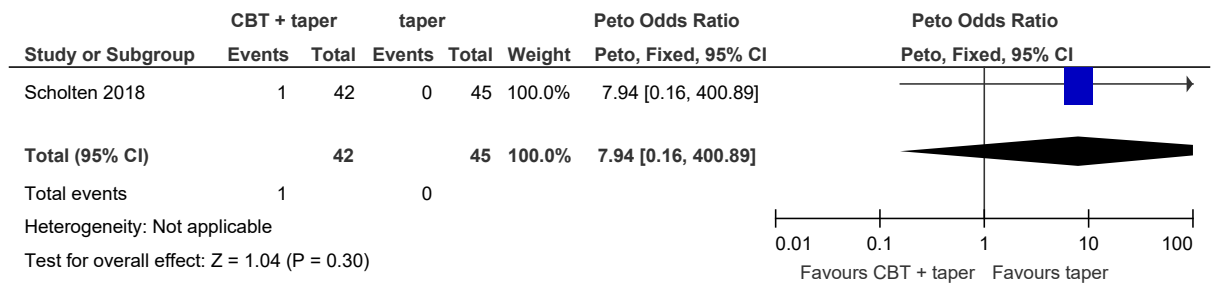 CBT + taper taper Peto Odds Ratio Peto Odds Ratio
Study or Subgroup Events Total Events Total Weight Peto, Fixed, 95% CI Peto, Fixed, 95% CI
Scholten 2018 1 42 0 45 100.0% 7.94 [0.16, 400.89]
Total (95% CI) 42 45 100.0% 7.94 [0.16, 400.89]
Total events 1 0
Heterogeneity: Not applicable
Test for overall effect: Z = 1.04 (P = 0.30)
0.01 0.1 1 10 100
Favours CBT + taper Favours taper